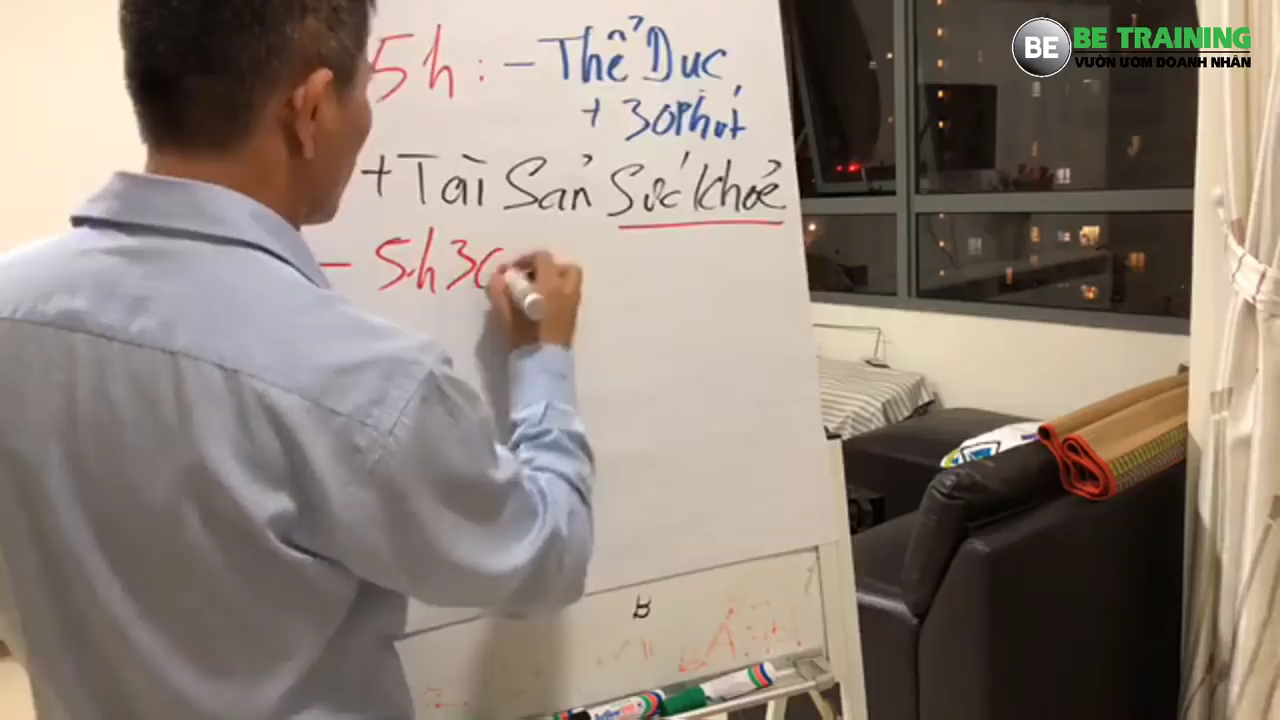 BE BE TRAINING
VƯỜN ƯƠM DOANH NHÂN
5h: - Thể Dục
+ 30Phút
+ Tài Sản Sức Khoẻ
- 5h30
B